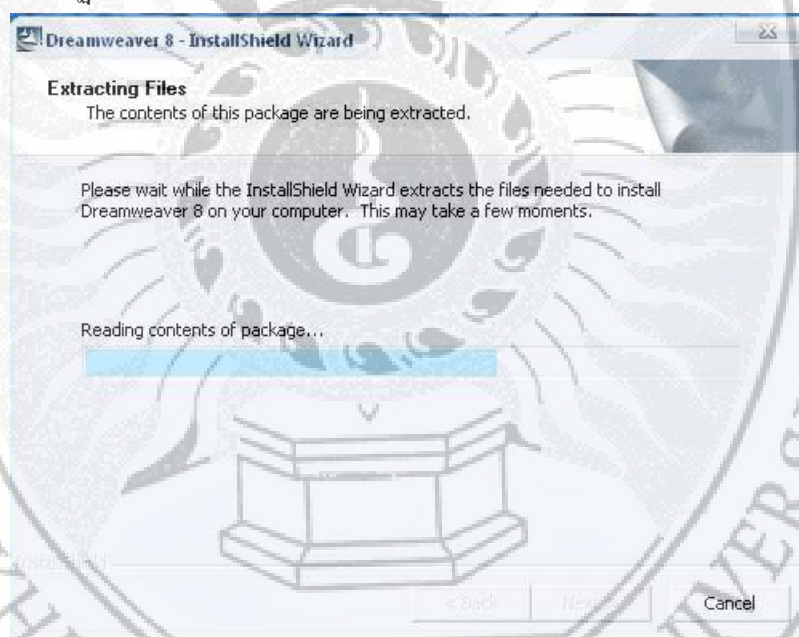 Dreamweaver 8 - InstallShield Wizard
Extracting Files
The contents of this package are being extracted.
Please wait while the InstallShield Wizard extracts the files needed to install
Dreamweaver 8 on your computer. This may take a few moments.
Reading contents of package...
InstallShield
< Back
Next >
Cancel